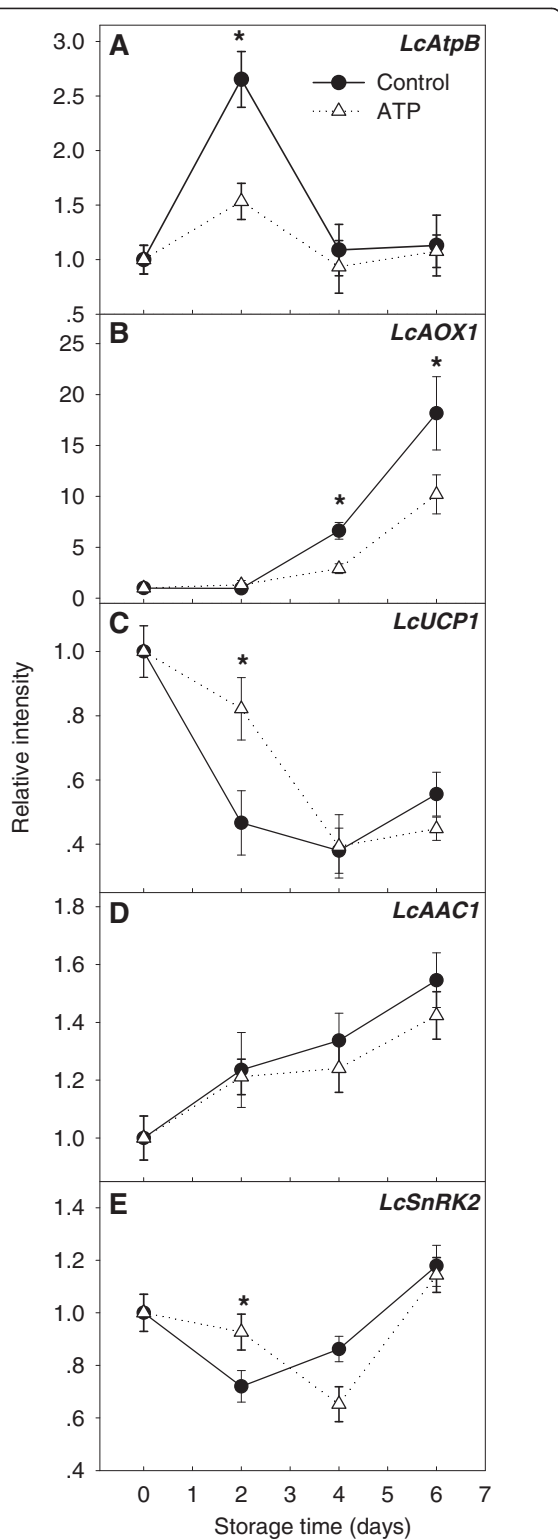 A
LcAtpB
*
Control
ATP
3.0
2.5
2.0
1.5
1.0
.5
B
LcAOX1
*
*
25
20
15
10
5
0
C
LcUCP1
*
1.0
.8
.6
.4
D
LcAAC1
1.8
1.6
1.4
1.2
1.0
E
LcSnRK2
*
1.4
1.2
1.0
.8
.6
.4
0 1 2 3 4 5 6 7
Storage time (days)
Relative intensity